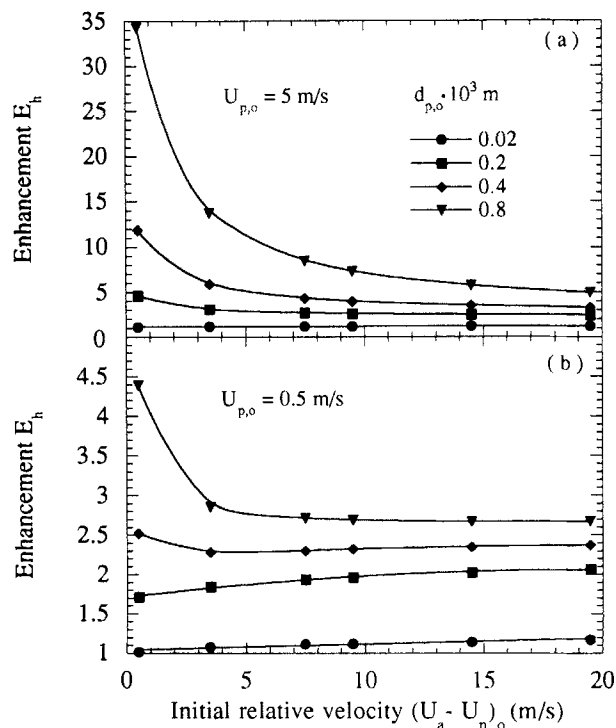 35
30
25
20
15
10
5
0
Enhancement E_h
(a)
U_p,o = 5 m/s
d_p,o·10³ m
0.02
0.2
0.4
0.8
4.5
4
3.5
3
2.5
2
1.5
1
Enhancement E_h
(b)
U_p,o = 0.5 m/s
0 5 10 15 20
Initial relative velocity (U_a - U_p)_o (m/s)